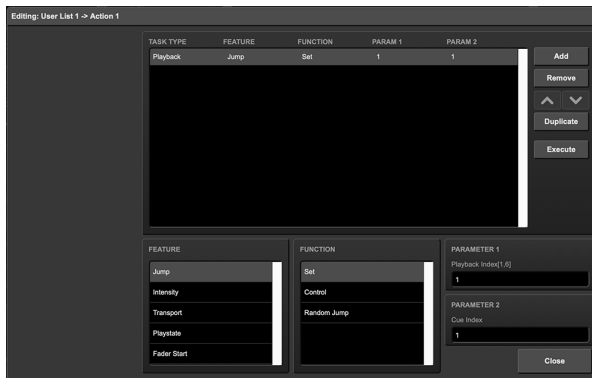 Editing: User List 1 -> Action 1
TASK TYPE FEATURE FUNCTION PARAM 1 PARAM 2
Playback Jump Set 1 1
Add
Remove
Duplicate
Execute
FEATURE
Jump
Intensity
Transport
Playstate
Fader Start
FUNCTION
Set
Control
Random Jump
PARAMETER 1
Playback Index[1,6]
1
PARAMETER 2
Cue Index
1
Close